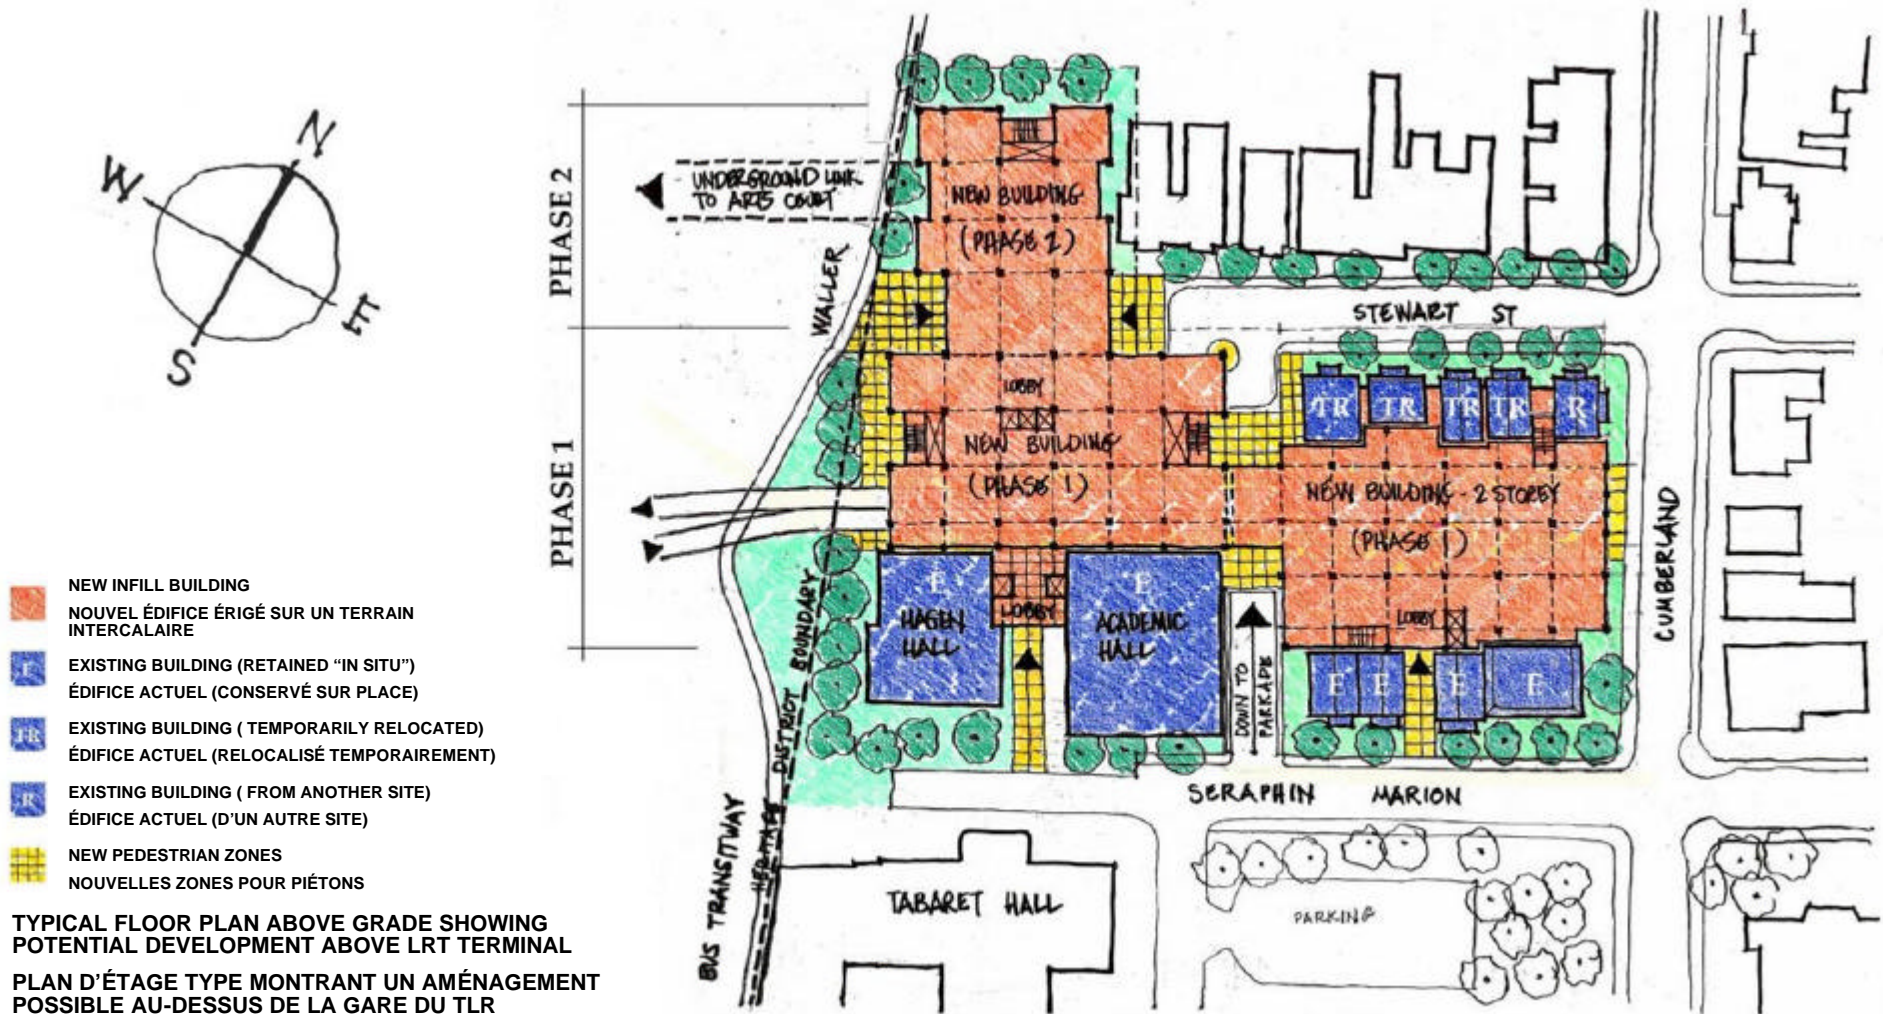 N
W
E
S
PHASE 2
PHASE 1
UNDERGROUND LINK
TO ARTS COURT
WALLER
NEW BUILDING
(PHASE 2)
STEWART ST
LOBBY
NEW BUILDING
(PHASE 1)
TR
TR
TR
TR
R
NEW BUILDING - 2 STOREY
(PHASE 1)
LOBBY
CUMBERLAND
E
HAGEN
HALL
LOBBY
E
ACADEMIC
HALL
DOWN TO
PARKADE
E
E
E
E
SERAPHIN MARION
BUS TRANSITWAY
HERITAGE DISTRICT BOUNDARY
TABARET HALL
PARKING
NEW INFILL BUILDING
NOUVEL ÉDIFICE ÉRIGÉ SUR UN TERRAIN
INTERCALAIRE
E
EXISTING BUILDING (RETAINED “IN SITU”)
ÉDIFICE ACTUEL (CONSERVÉ SUR PLACE)
TR
EXISTING BUILDING ( TEMPORARILY RELOCATED)
ÉDIFICE ACTUEL (RELOCALISÉ TEMPORAIREMENT)
R
EXISTING BUILDING ( FROM ANOTHER SITE)
ÉDIFICE ACTUEL (D'UN AUTRE SITE)
NEW PEDESTRIAN ZONES
NOUVELLES ZONES POUR PIÉTONS
TYPICAL FLOOR PLAN ABOVE GRADE SHOWING
POTENTIAL DEVELOPMENT ABOVE LRT TERMINAL
PLAN D'ÉTAGE TYPE MONTRANT UN AMÉNAGEMENT
POSSIBLE AU-DESSUS DE LA GARE DU TLR